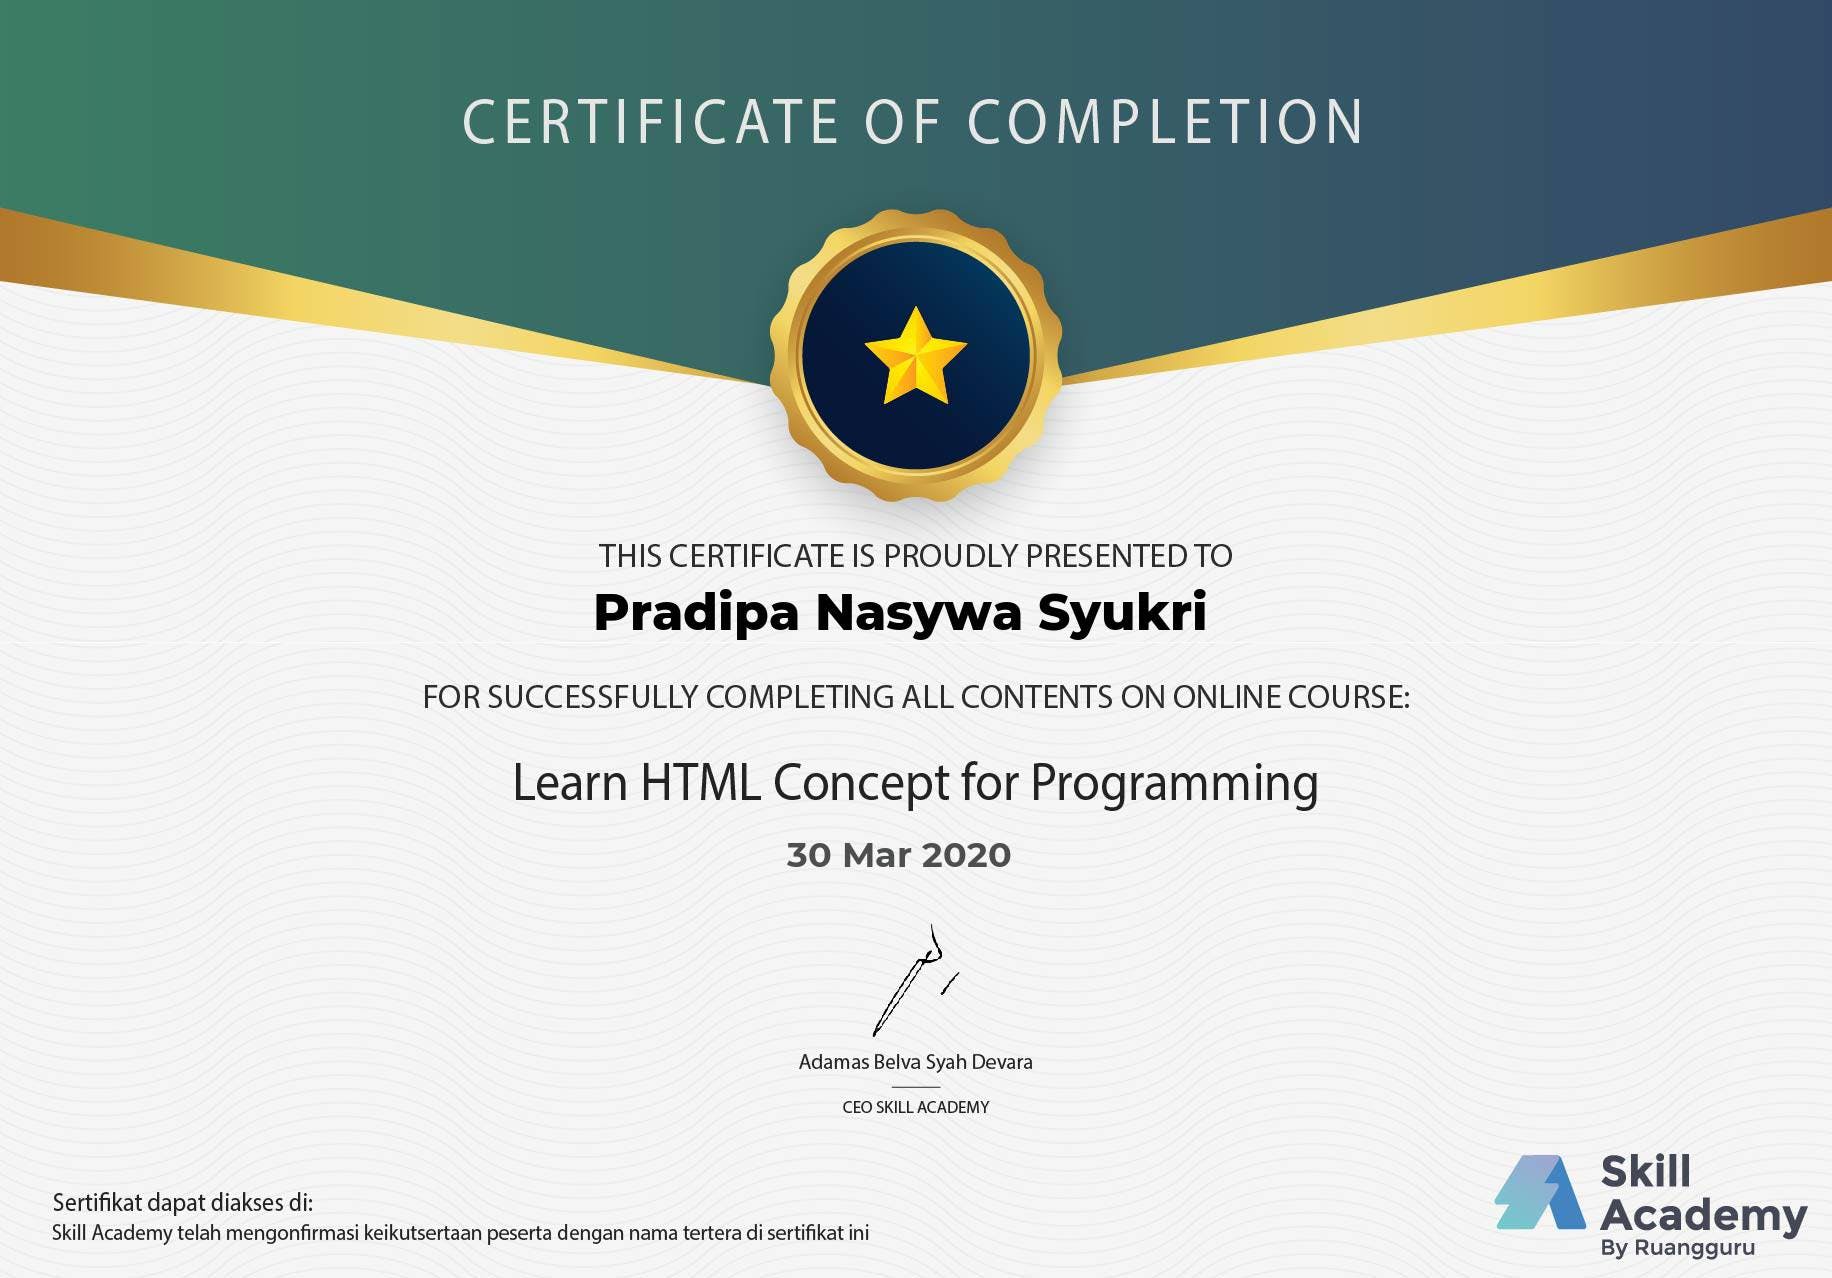 CERTIFICATE OF COMPLETION
THIS CERTIFICATE IS PROUDLY PRESENTED TO
Pradipa Nasywa Syukri
FOR SUCCESSFULLY COMPLETING ALL CONTENTS ON ONLINE COURSE:
Learn HTML Concept for Programming
30 Mar 2020
Adamas Belva Syah Devara
CEO SKILL ACADEMY
Sertifikat dapat diakses di:
Skill Academy telah mengonfirmasi keikutsertaan peserta dengan nama tertera di sertifikat ini
Skill
Academy
By Ruangguru